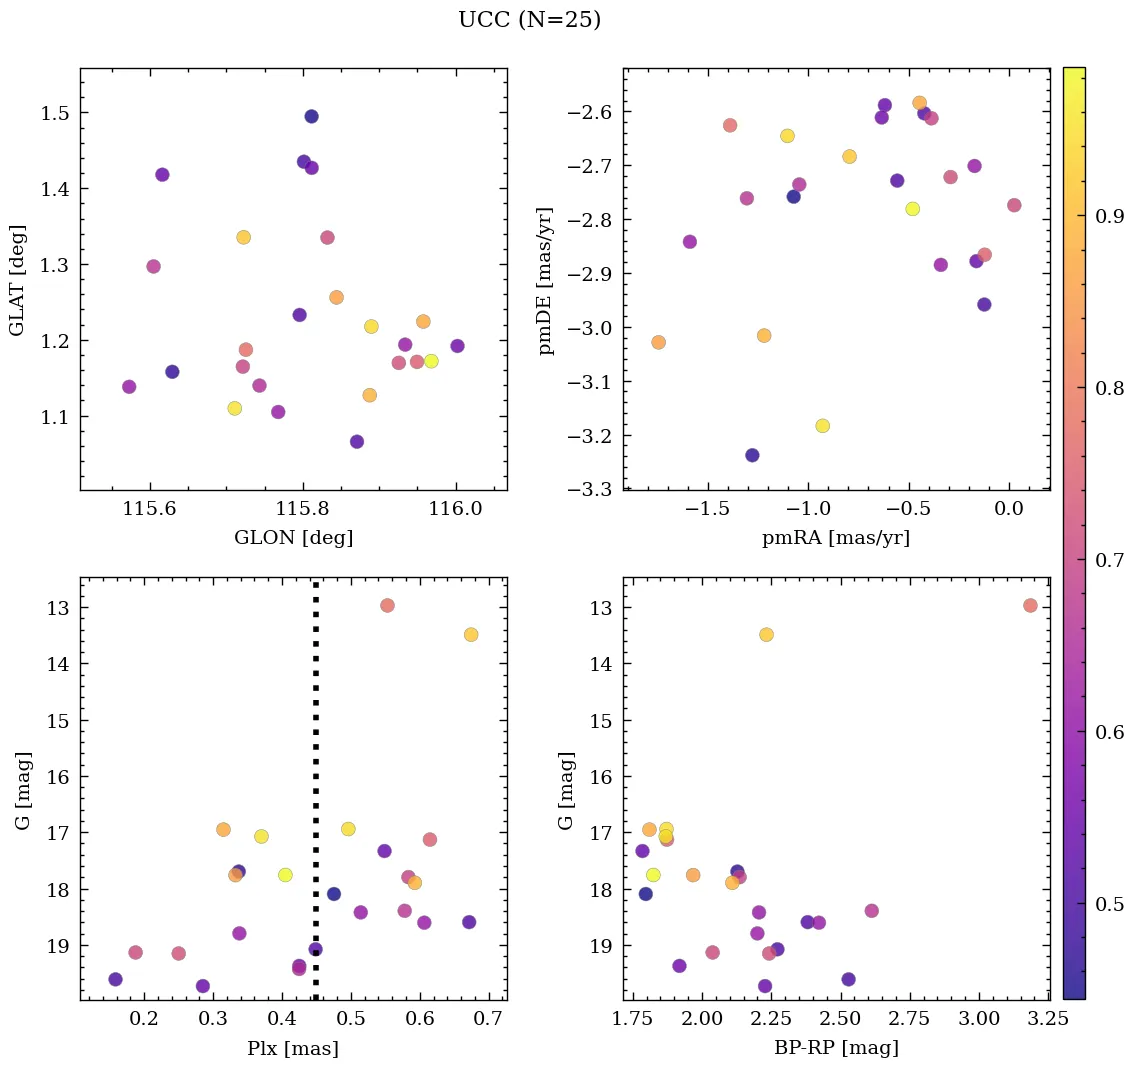 UCC (N=25)
1.5
1.4
1.3
1.2
1.1
GLAT [deg]
115.6 115.8 116.0
GLON [deg]
−2.6
−2.7
−2.8
−2.9
−3.0
−3.1
−3.2
−3.3
pmDE [mas/yr]
−1.5 −1.0 −0.5 0.0
pmRA [mas/yr]
0.9
0.8
0.7
0.6
0.5
13
14
15
16
17
18
19
G [mag]
0.2 0.3 0.4 0.5 0.6 0.7
Plx [mas]
13
14
15
16
17
18
19
G [mag]
1.75 2.00 2.25 2.50 2.75 3.00 3.25
BP-RP [mag]